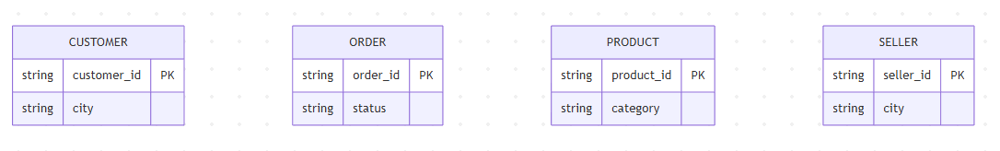 CUSTOMER ORDER PRODUCT SELLER
string customer_id PK string order_id PK string product_id PK string seller_id PK
string city string status string category string city